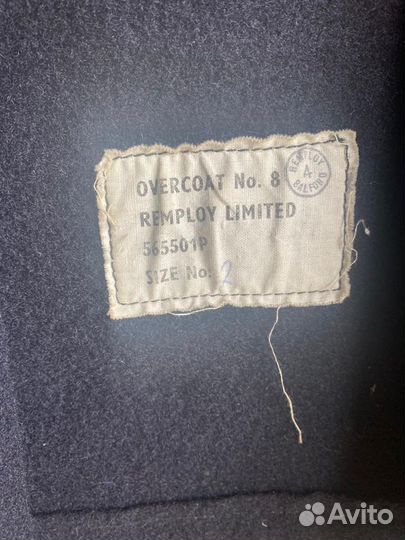 OVERCOAT No. 8
REMPLOY LIMITED
565501P
SIZE No. 2
REMPLOY
4
SALFORD
Avito